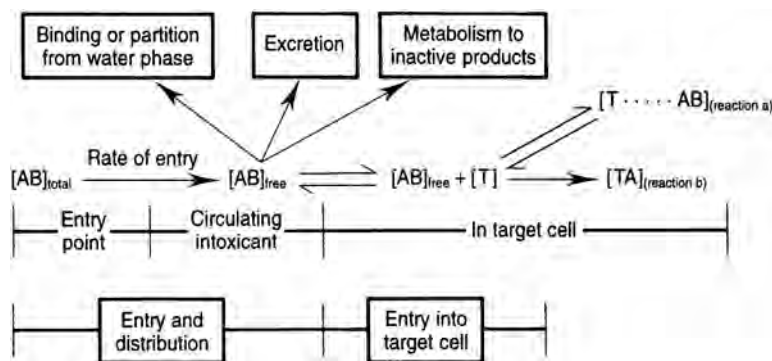 Binding or partition
from water phase
Excretion
Metabolism to
inactive products
[T · · · · · AB](reaction a)
Rate of entry
[AB]total
[AB]free
[AB]free + [T]
[TA](reaction b)
Entry
point
Circulating
intoxicant
In target cell
Entry and
distribution
Entry into
target cell